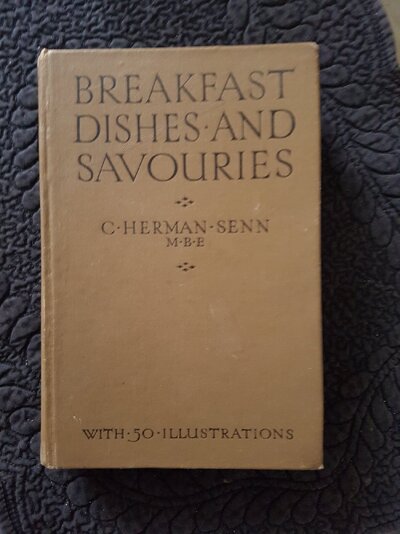 BREAKFAST
DISHES·AND
SAVOURIES
C·HERMAN·SENN
M·B·E
WITH·50·ILLUSTRATIONS